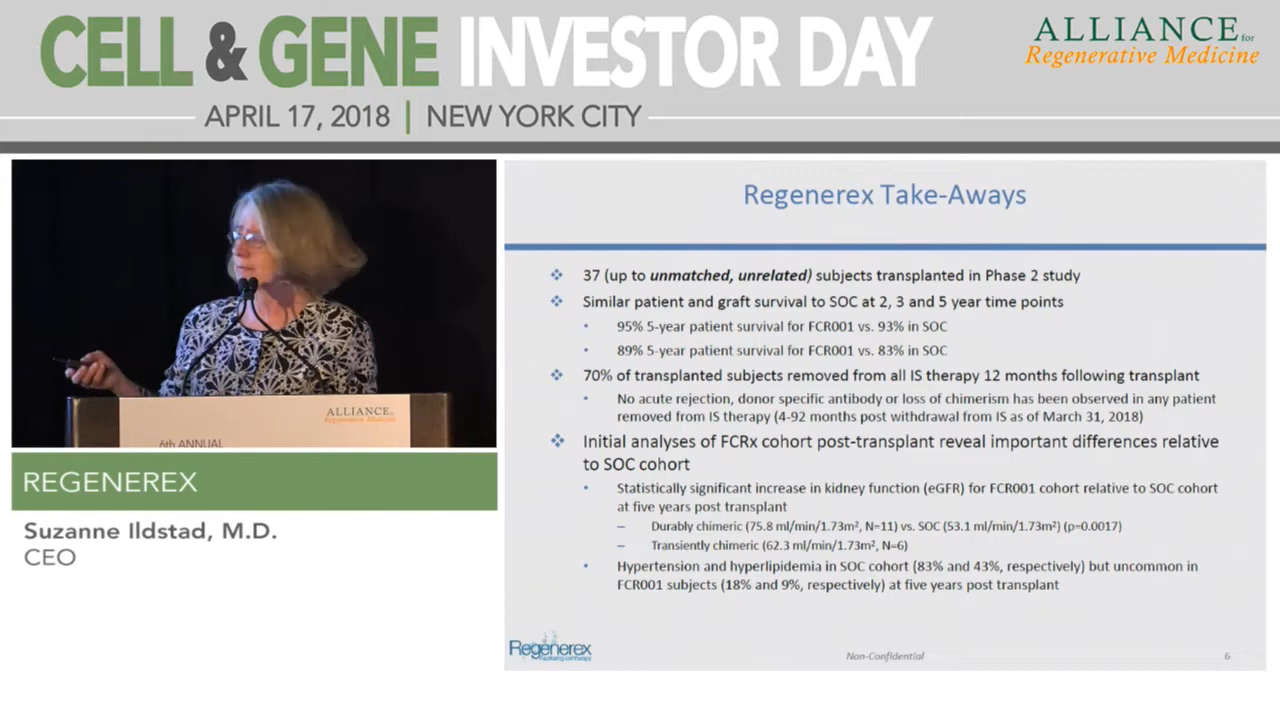 CELL & GENE INVESTOR DAY
APRIL 17, 2018 | NEW YORK CITY
ALLIANCE for
Regenerative Medicine
ALLIANCE for
Regenerative Medicine
6th ANNUAL
REGENEREX
Suzanne Ildstad, M.D.
CEO
Regenerex Take-Aways
❖ 37 (up to unmatched, unrelated) subjects transplanted in Phase 2 study
❖ Similar patient and graft survival to SOC at 2, 3 and 5 year time points
• 95% 5-year patient survival for FCR001 vs. 93% in SOC
• 89% 5-year patient survival for FCR001 vs. 83% in SOC
❖ 70% of transplanted subjects removed from all IS therapy 12 months following transplant
• No acute rejection, donor specific antibody or loss of chimerism has been observed in any patient
removed from IS therapy (4-92 months post withdrawal from IS as of March 31, 2018)
❖ Initial analyses of FCRx cohort post-transplant reveal important differences relative
to SOC cohort
• Statistically significant increase in kidney function (eGFR) for FCR001 cohort relative to SOC cohort
at five years post transplant
– Durably chimeric (75.8 ml/min/1.73m², N=11) vs. SOC (53.1 ml/min/1.73m²) (p=0.0017)
– Transiently chimeric (62.3 ml/min/1.73m², N=6)
• Hypertension and hyperlipidemia in SOC cohort (83% and 43%, respectively) but uncommon in
FCR001 subjects (18% and 9%, respectively) at five years post transplant
Regenerex
Non-Confidential
6